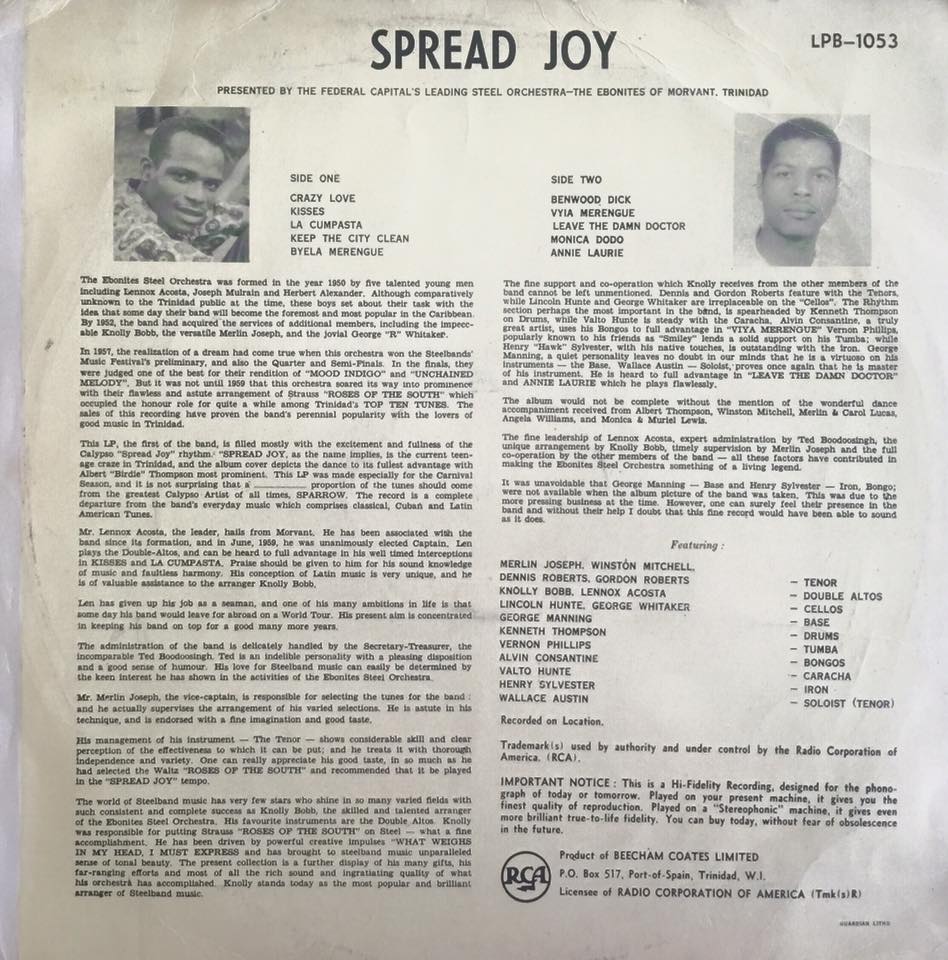 SPREAD JOY
LPB—1053
PRESENTED BY THE FEDERAL CAPITAL'S LEADING STEEL ORCHESTRA—THE EBONITES OF MORVANT, TRINIDAD
SIDE ONE
CRAZY LOVE
KISSES
LA CUMPASTA
KEEP THE CITY CLEAN
BYELA MERENGUE
SIDE TWO
BENWOOD DICK
VYIA MERENGUE
LEAVE THE DAMN DOCTOR
MONICA DODO
ANNIE LAURIE
The Ebonites Steel Orchestra was formed in the year 1950 by five talented young men
including Lennox Acosta, Joseph Mulrain and Herbert Alexander. Although comparatively
unknown to the Trinidad public at the time, these boys set about their task with the
idea that some day their band will become the foremost and most popular in the Caribbean.
By 1952, the band had acquired the services of additional members, including the impecc-
able Knolly Bobb, the versatile Merlin Joseph, and the jovial George "R" Whitaker.
In 1957, the realization of a dream had come true when this orchestra won the Steelbands'
Music Festival's preliminary, and also the Quarter and Semi-Finals. In the finals, they
were judged one of the best for their rendition of "MOOD INDIGO" and "UNCHAINED
MELODY". But it was not until 1959 that this orchestra soared its way into prominence
with their flawless and astute arrangement of Strauss "ROSES OF THE SOUTH" which
occupied the honour role for quite a while among Trinidad's TOP TEN TUNES. The
sales of this recording have proven the band's perennial popularity with the lovers of
good music in Trinidad.
This LP, the first of the band, is filled mostly with the excitement and fullness of the
Calypso "Spread Joy" rhythm. "SPREAD JOY, as the name implies, is the current teen-
age craze in Trinidad, and the album cover depicts the dance to its fullest advantage with
Albert "Birdie" Thompson most prominent. This LP was made especially for the Carnival
Season, and it is not surprising that a ________ proportion of the tunes should come
from the greatest Calypso Artist of all times, SPARROW. The record is a complete
departure from the band's everyday music which comprises classical, Cuban and Latin
American Tunes.
Mr. Lennox Acosta, the leader, hails from Morvant. He has been associated with the
band since its formation, and in June, 1959, he was unanimously elected Captain. Len
plays the Double-Altos, and can be heard to full advantage in his well timed interceptions
in KISSES and LA CUMPASTA. Praise should be given to him for his sound knowledge
of music and faultless harmony. His conception of Latin music is very unique, and he
is of valuable assistance to the arranger Knolly Bobb.
Len has given up his job as a seaman, and one of his many ambitions in life is that
some day his band would leave for abroad on a World Tour. His present aim is concentrated
in keeping his band on top for a good many more years.
The administration of the band is delicately handled by the Secretary-Treasurer, the
incomparable Ted Boodoosingh. Ted is an indelible personality with a pleasing disposition
and a good sense of humour. His love for Steelband music can easily be determined by
the keen interest he has shown in the activities of the Ebonites Steel Orchestra.
Mr. Merlin Joseph, the vice-captain, is responsible for selecting the tunes for the band :
and he actually supervises the arrangement of his varied selections. He is astute in his
technique, and is endorsed with a fine imagination and good taste.
His management of his instrument — The Tenor — shows considerable skill and clear
perception of the effectiveness to which it can be put; and he treats it with thorough
independence and variety. One can really appreciate his good taste, in so much as he
had selected the Waltz "ROSES OF THE SOUTH" and recommended that it be played
in the "SPREAD JOY" tempo.
The world of Steelband music has very few stars who shine in so many varied fields with
such consistent and complete success as Knolly Bobb, the skilled and talented arranger
of the Ebonites Steel Orchestra. His favourite instruments are the Double Altos. Knolly
was responsible for putting Strauss "ROSES OF THE SOUTH" on Steel — what a fine
accomplishment. He has been driven by powerful creative impulses "WHAT WEIGHS
IN MY HEAD, I MUST EXPRESS and has brought to steelband music unparalleled
sense of tonal beauty. The present collection is a further display of his many gifts, his
far-ranging efforts and most of all the rich sound and ingratiating quality of what
his orchestra has accomplished. Knolly stands today as the most popular and brilliant
arranger of Steelband music.
The fine support and co-operation which Knolly receives from the other members of the
band cannot be left unmentioned. Dennis and Gordon Roberts feature with the Tenors,
while Lincoln Hunte and George Whitaker are irreplaceable on the "Cellos". The Rhythm
section perhaps the most important in the band, is spearheaded by Kenneth Thompson
on Drums, while Valto Hunte is steady with the Caracha, Alvin Consantine, a truly
great artist, uses his Bongos to full advantage in "VIYA MERENGUE" Vernon Phillips,
popularly known to his friends as "Smiley" lends a solid support on his Tumba; while
Henry "Hawk" Sylvester, with his native touches, is outstanding with the iron. George
Manning, a quiet personality leaves no doubt in our minds that he is a virtuoso on his
instruments — the Base. Wallace Austin — Soloist, proves once again that he is master
of his instrument. He is heard to full advantage in "LEAVE THE DAMN DOCTOR"
and ANNIE LAURIE which he plays flawlessly.
The album would not be complete without the mention of the wonderful dance
accompaniment received from Albert Thompson, Winston Mitchell, Merlin & Carol Lucas,
Angela Williams, and Monica & Muriel Lewis.
The fine leadership of Lennox Acosta, expert administration by Ted Boodoosingh, the
unique arrangement by Knolly Bobb, timely supervision by Merlin Joseph and the full
co-operation by the other members of the band — all these factors have contributed in
making the Ebonites Steel Orchestra something of a living legend.
It was unavoidable that George Manning — Base and Henry Sylvester — Iron, Bongo;
were not available when the album picture of the band was taken. This was due to the
more pressing business at the time. However, one can surely feel their presence in the
band and without their help I doubt that this fine record would have been able to sound
as it does.
Featuring :
MERLIN JOSEPH, WINSTON MITCHELL,
DENNIS ROBERTS, GORDON ROBERTS — TENOR
KNOLLY BOBB, LENNOX ACOSTA — DOUBLE ALTOS
LINCOLN HUNTE, GEORGE WHITAKER — CELLOS
GEORGE MANNING — BASE
KENNETH THOMPSON — DRUMS
VERNON PHILLIPS — TUMBA
ALVIN CONSANTINE — BONGOS
VALTO HUNTE — CARACHA
HENRY SYLVESTER — IRON
WALLACE AUSTIN — SOLOIST (TENOR)
Recorded on Location.
Trademark(s) used by authority and under control by the Radio Corporation of
America. (RCA).
IMPORTANT NOTICE : This is a Hi-Fidelity Recording, designed for the phono-
graph of today or tomorrow. Played on your present machine, it gives you the
finest quality of reproduction. Played on a "Stereophonic" machine, it gives even
more brilliant true-to-life fidelity. You can buy today, without fear of obsolescence
in the future.
RCA
Product of BEECHAM COATES LIMITED
P.O. Box 517, Port-of-Spain, Trinidad, W.I.
Licensee of RADIO CORPORATION OF AMERICA (Tmk(s)R)
GUARDIAN LITHO